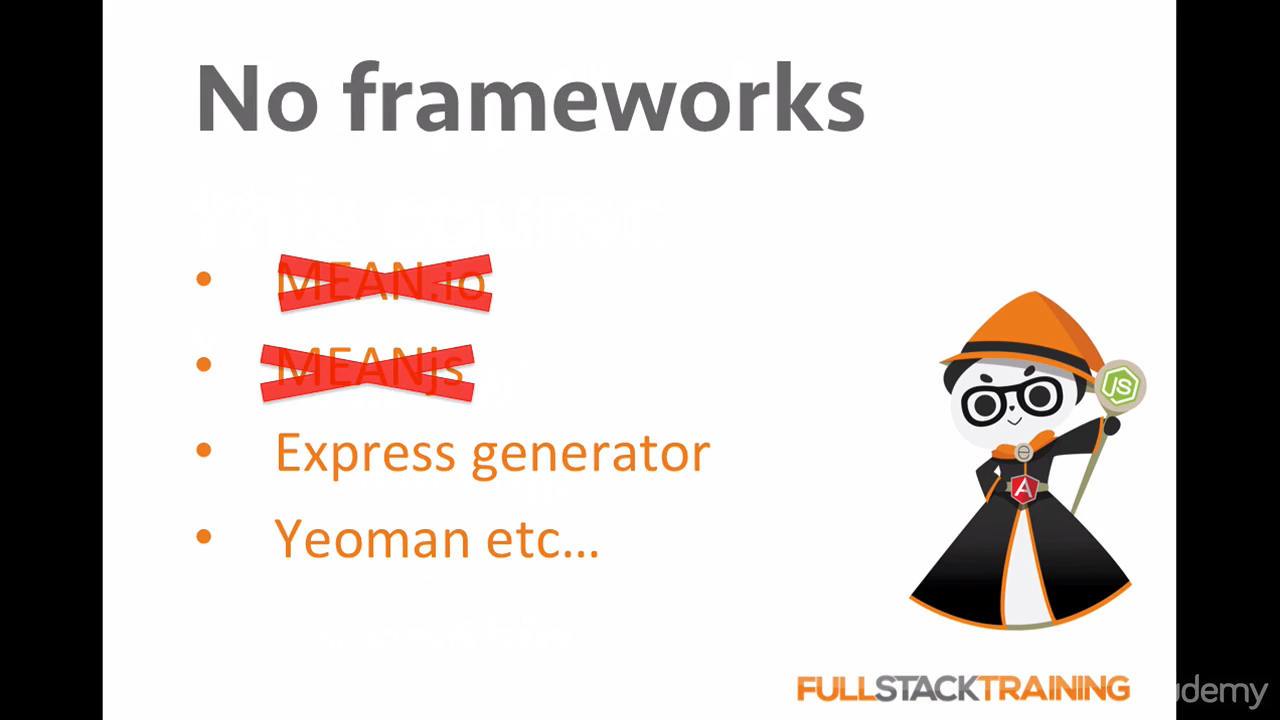 No frameworks
• MEAN.io
• MEANjs
• Express generator
• Yeoman etc...
JS
e
A
FULLSTACKTRAINING
udemy